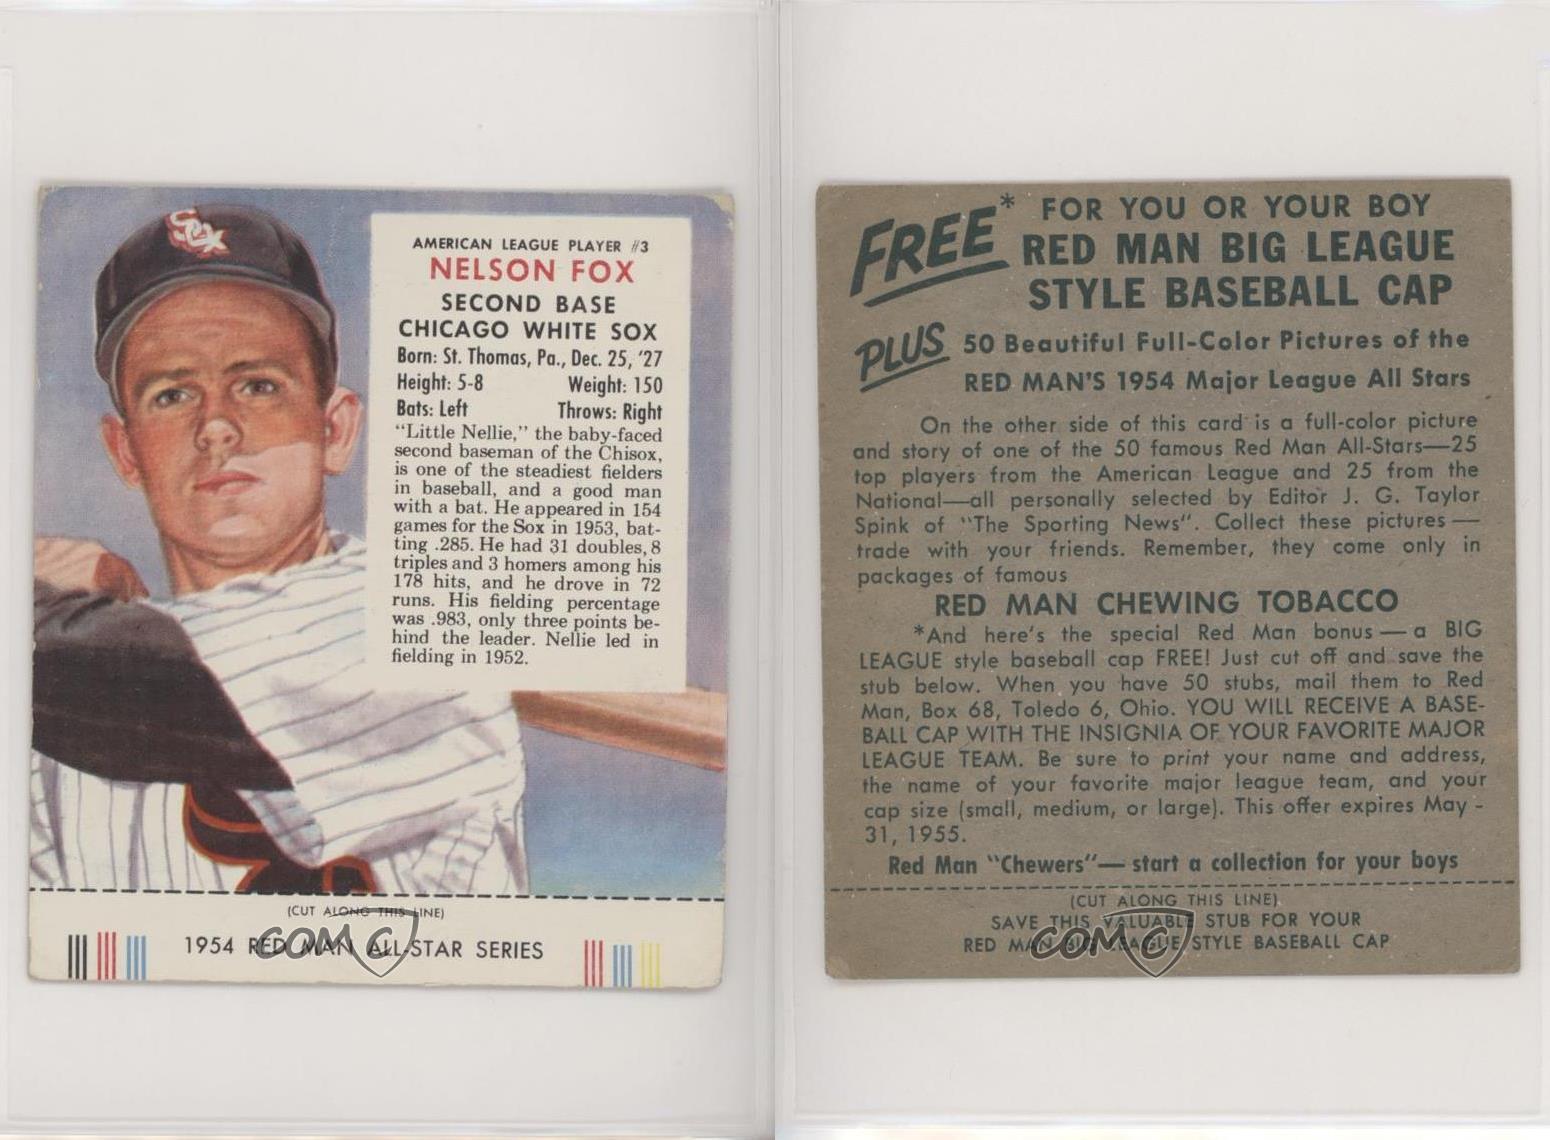 SOX
AMERICAN LEAGUE PLAYER #3
NELSON FOX
SECOND BASE
CHICAGO WHITE SOX
Born: St. Thomas, Pa., Dec. 25, '27
Height: 5-8 Weight: 150
Bats: Left Throws: Right
"Little Nellie," the baby-faced
second baseman of the Chisox,
is one of the steadiest fielders
in baseball, and a good man
with a bat. He appeared in 154
games for the Sox in 1953, bat-
ting .285. He had 31 doubles, 8
triples and 3 homers among his
178 hits, and he drove in 72
runs. His fielding percentage
was .983, only three points be-
hind the leader. Nellie led in
fielding in 1952.
(CUT ALONG THIS LINE)
1954 RED MAN ALL-STAR SERIES
COMC
FREE* FOR YOU OR YOUR BOY
RED MAN BIG LEAGUE
STYLE BASEBALL CAP
PLUS 50 Beautiful Full-Color Pictures of the
RED MAN'S 1954 Major League All Stars
On the other side of this card is a full-color picture
and story of one of the 50 famous Red Man All-Stars—25
top players from the American League and 25 from the
National—all personally selected by Editor J. G. Taylor
Spink of "The Sporting News". Collect these pictures—
trade with your friends. Remember, they come only in
packages of famous
RED MAN CHEWING TOBACCO
*And here's the special Red Man bonus—a BIG
LEAGUE style baseball cap FREE! Just cut off and save the
stub below. When you have 50 stubs, mail them to Red
Man, Box 68, Toledo 6, Ohio. YOU WILL RECEIVE A BASE-
BALL CAP WITH THE INSIGNIA OF YOUR FAVORITE MAJOR
LEAGUE TEAM. Be sure to print your name and address,
the name of your favorite major league team, and your
cap size (small, medium, or large). This offer expires May
31, 1955.
Red Man "Chewers"—start a collection for your boys
(CUT ALONG THIS LINE)
SAVE THIS VALUABLE STUB FOR YOUR
RED MAN BIG LEAGUE STYLE BASEBALL CAP
COMC